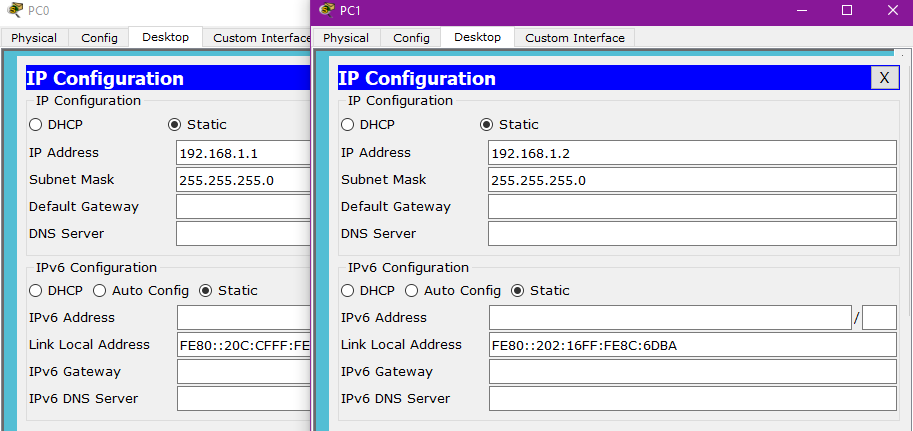 PC0
Physical Config Desktop Custom Interface
IP Configuration
IP Configuration
DHCP Static
IP Address 192.168.1.1
Subnet Mask 255.255.255.0
Default Gateway
DNS Server
IPv6 Configuration
DHCP Auto Config Static
IPv6 Address
Link Local Address FE80::20C:CFFF:FE
IPv6 Gateway
IPv6 DNS Server
PC1
Physical Config Desktop Custom Interface
IP Configuration X
IP Configuration
DHCP Static
IP Address 192.168.1.2
Subnet Mask 255.255.255.0
Default Gateway
DNS Server
IPv6 Configuration
DHCP Auto Config Static
IPv6 Address /
Link Local Address FE80::202:16FF:FE8C:6DBA
IPv6 Gateway
IPv6 DNS Server